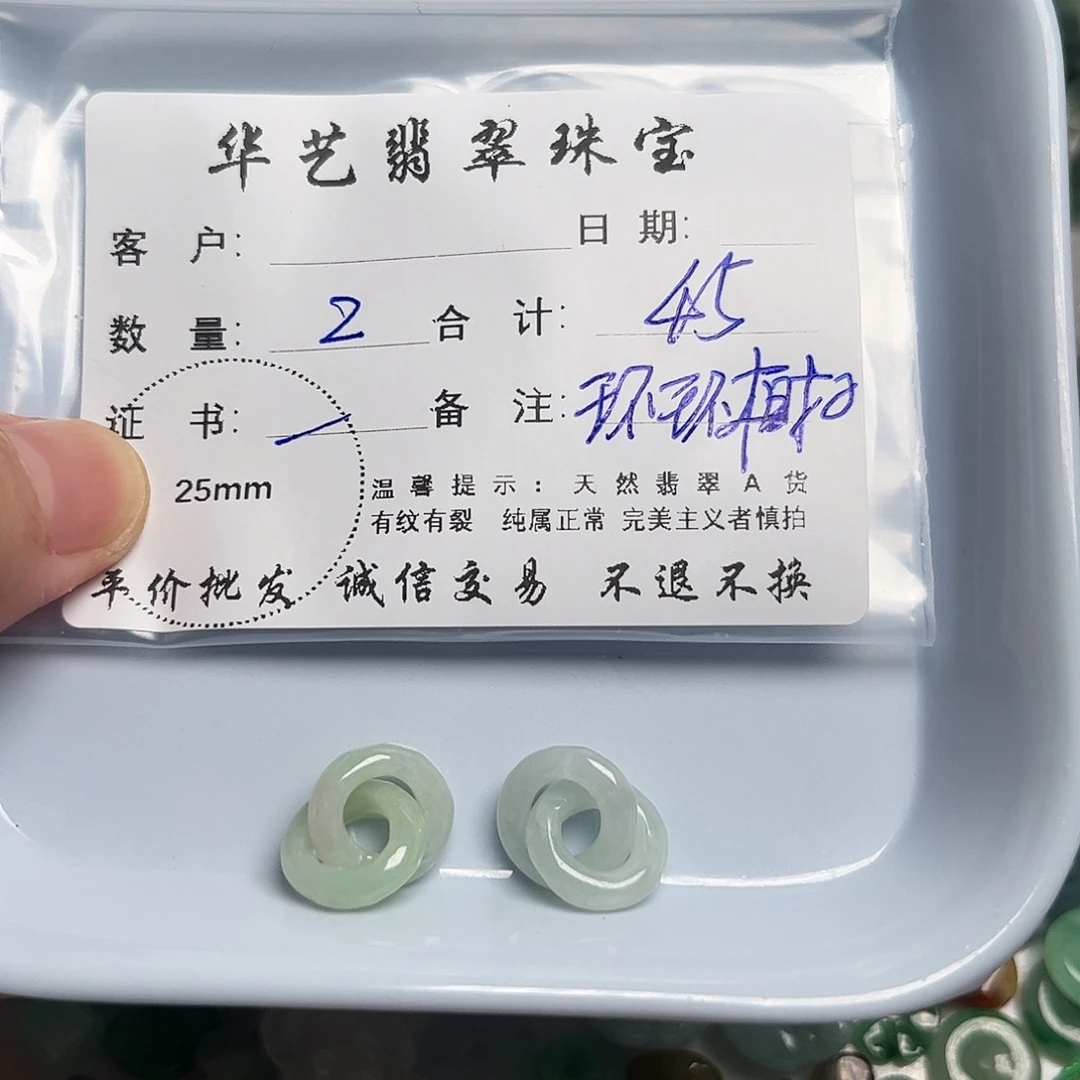 华艺翡翠珠宝
客 户: 日 期:
数 量: 2 合 计: 45
证 书: 备 注: 环环相扣
25mm
温馨提示:天然翡翠A货
有纹有裂 纯属正常 完美主义者慎拍
平价批发 诚信交易 不退不换